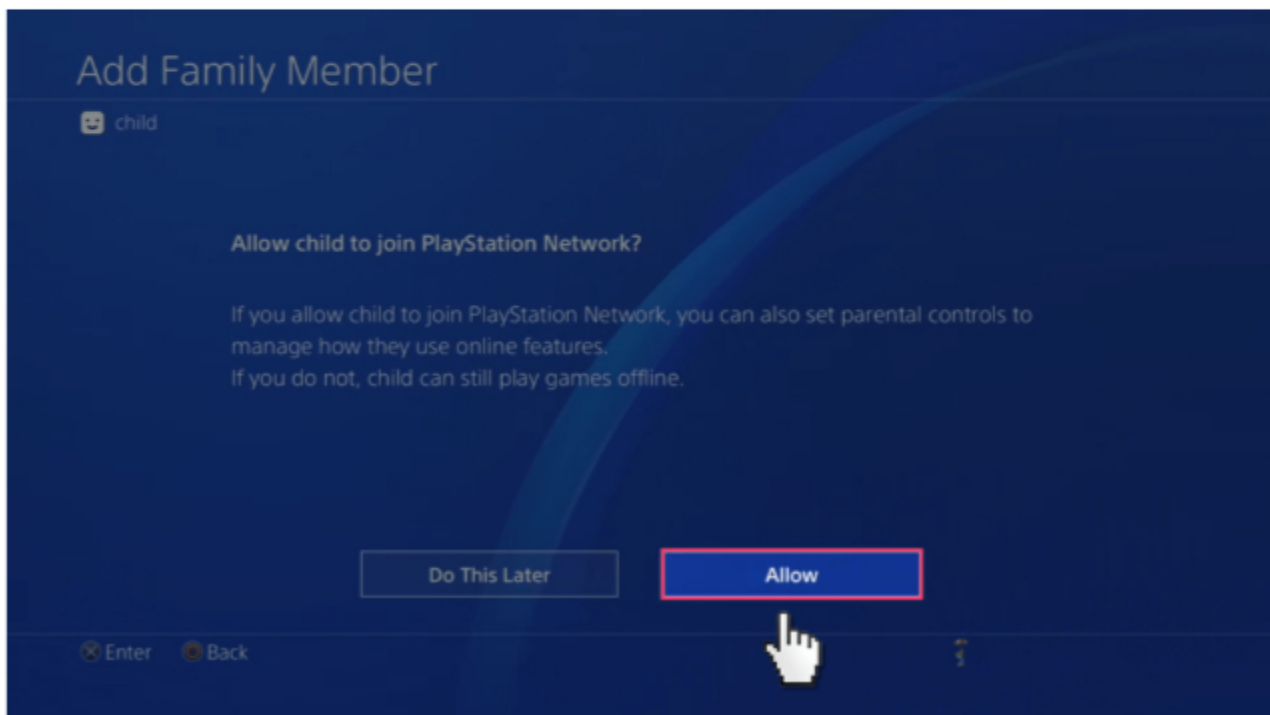 Add Family Member
child
Allow child to join PlayStation Network?
If you allow child to join PlayStation Network, you can also set parental controls to
manage how they use online features.
If you do not, child can still play games offline.
Do This Later
Allow
Enter
Back